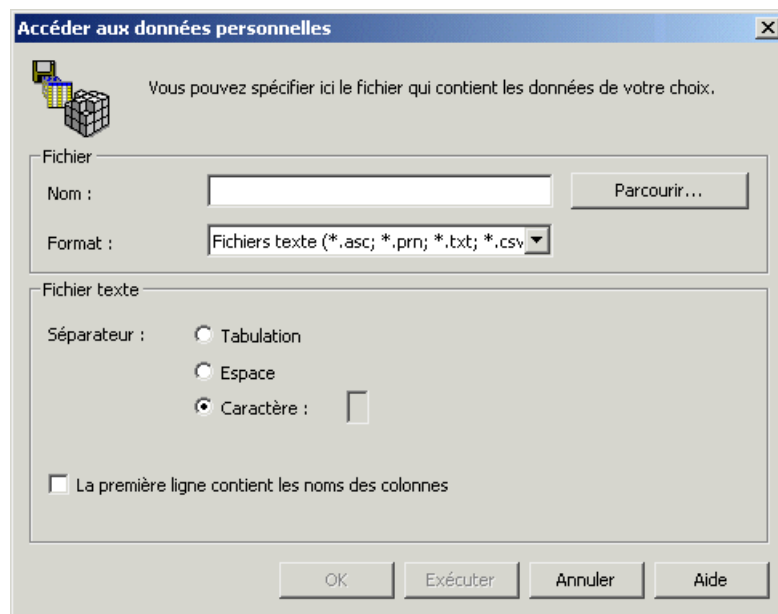 Accéder aux données personnelles
Vous pouvez spécifier ici le fichier qui contient les données de votre choix.
Fichier
Nom :
Parcourir...
Format :
Fichiers texte (*.asc; *.prn; *.txt; *.csv
Fichier texte
Séparateur :
Tabulation
Espace
Caractère :
La première ligne contient les noms des colonnes
OK Exécuter Annuler Aide